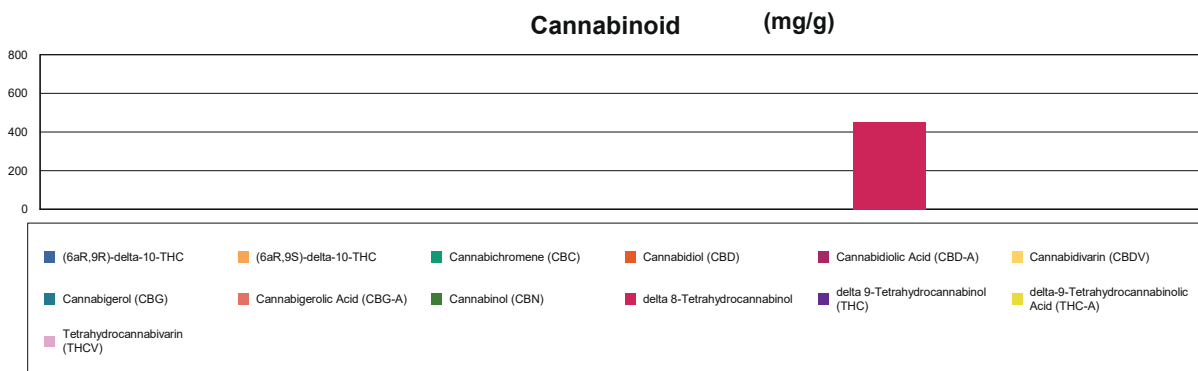 Cannabinoid (mg/g)
800
600
400
200
0
(6aR,9R)-delta-10-THC
(6aR,9S)-delta-10-THC
Cannabichromene (CBC)
Cannabidiol (CBD)
Cannabidiolic Acid (CBD-A)
Cannabidivarin (CBDV)
Cannabigerol (CBG)
Cannabigerolic Acid (CBG-A)
Cannabinol (CBN)
delta 8-Tetrahydrocannabinol
delta 9-Tetrahydrocannabinol
(THC)
delta-9-Tetrahydrocannabinolic
Acid (THC-A)
Tetrahydrocannabivarin
(THCV)